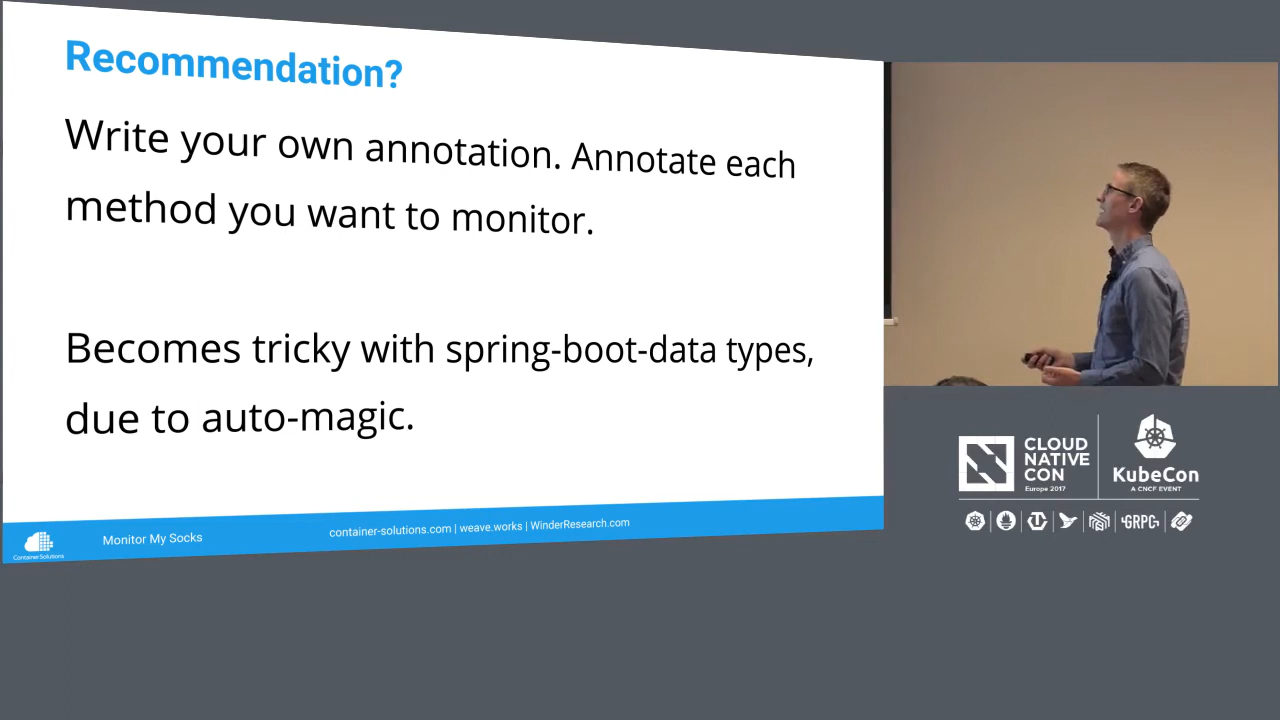 Recommendation?
Write your own annotation. Annotate each
method you want to monitor.
Becomes tricky with spring-boot-data types,
due to auto-magic.
ContainerSolutions
Monitor My Socks
container-solutions.com | weave.works | WinderResearch.com
CLOUD
NATIVE
CON
Europe 2017
KubeCon
A CNCF EVENT
GRPC